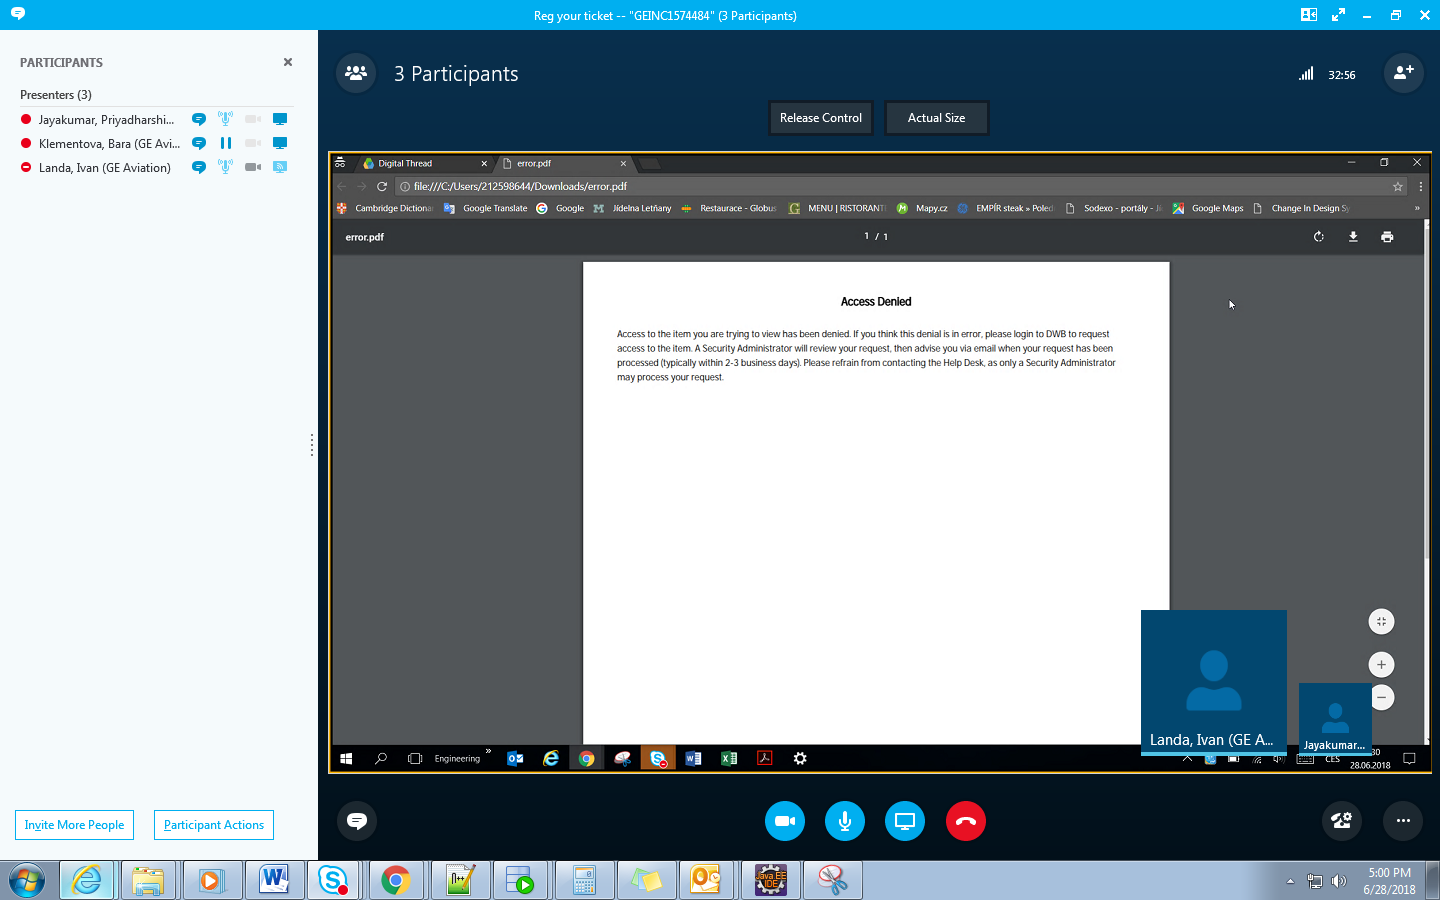 Reg your ticket -- "GEINC1574484" (3 Participants)
PARTICIPANTS
Presenters (3)
Jayakumar, Priyadharshi...
Klementova, Bara (GE Avi...
Landa, Ivan (GE Aviation)
Invite More People
Participant Actions
3 Participants
32:56
Release Control
Actual Size
Digital Thread
error.pdf
file:///C:/Users/212598644/Downloads/error.pdf
Cambridge Dictiona
Google Translate
Google
Jídelna Letňany
Restaurace - Globus
MENU | RISTORANT
Mapy.cz
EMPÍR steak » Poled
Sodexo - portály - Ji
Google Maps
Change In Design Sy
error.pdf
1 / 1
Access Denied
Access to the item you are trying to view has been denied. If you think this denial is in error, please login to DWB to request
access to the item. A Security Administrator will review your request, then advise you via email when your request has been
processed (typically within 2-3 business days). Please refrain from contacting the Help Desk, as only a Security Administrator
may process your request.
Landa, Ivan (GE A...
Jayakumar...
Engineering
CES
30
28.06.2018
Java EE
IDE
5:00 PM
6/28/2018